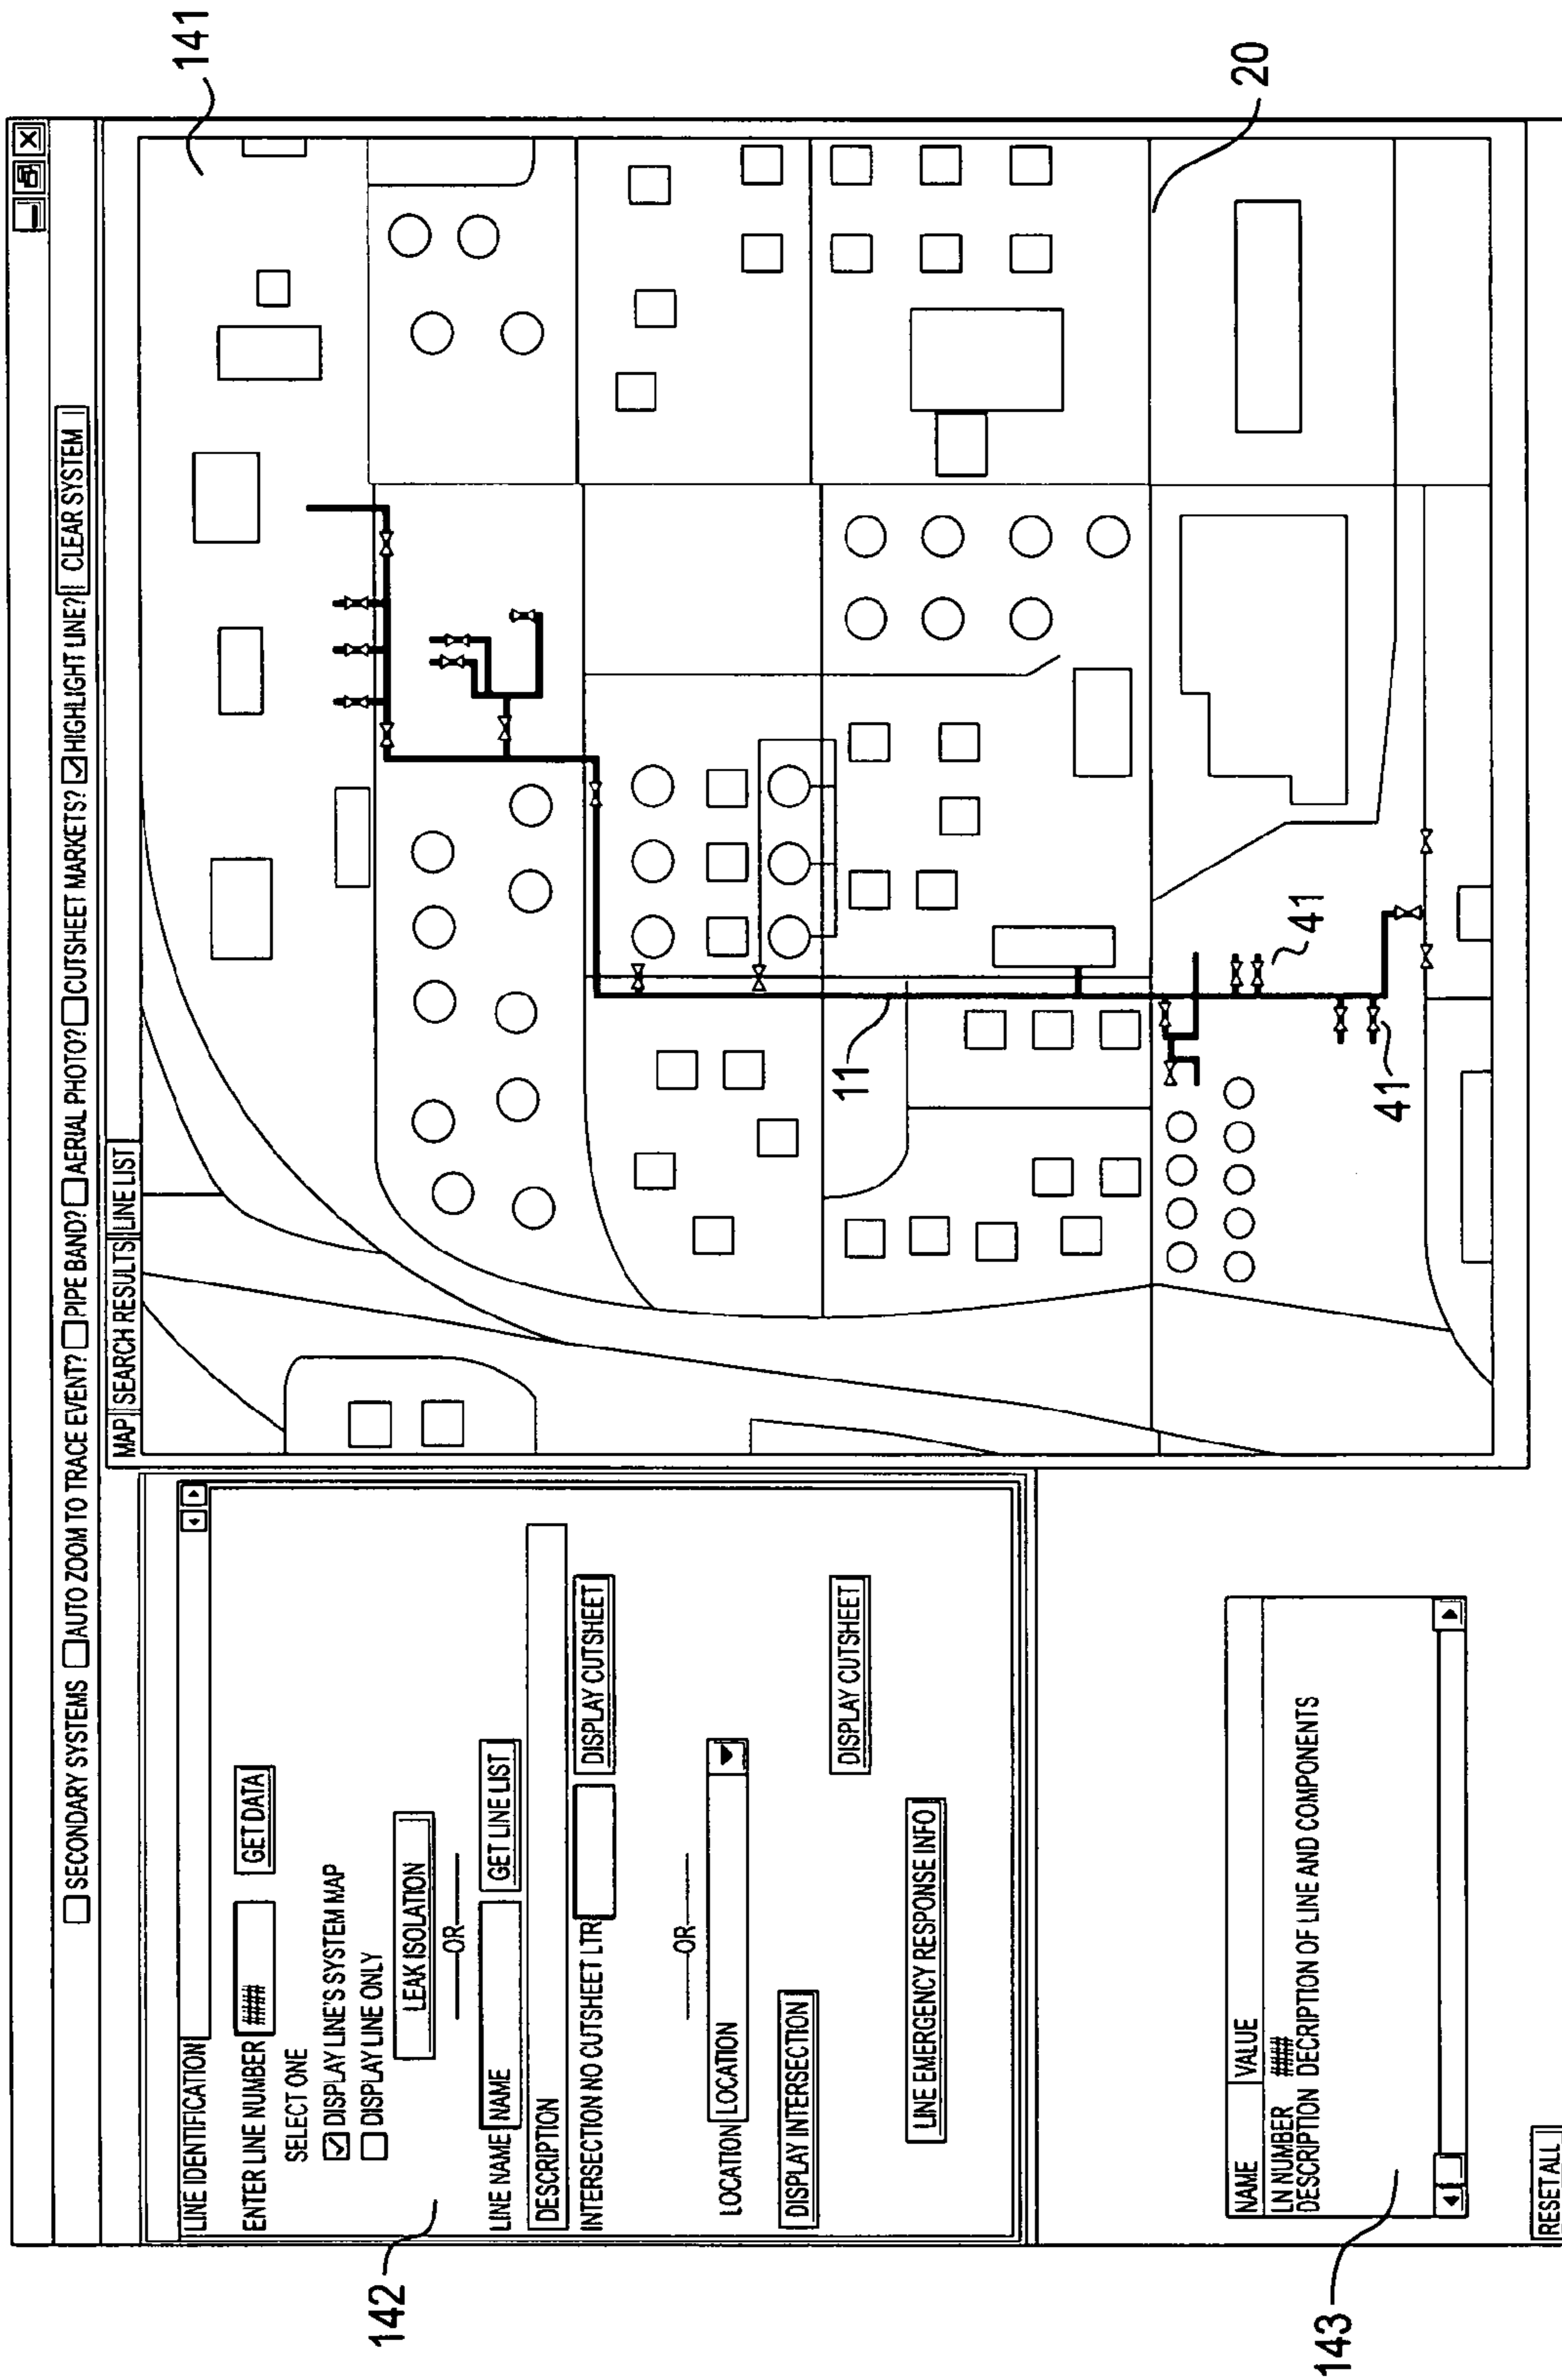 SECONDARY SYSTEMS AUTO ZOOM TO TRACE EVENT? PIPE BAND? AERIAL PHOTO? CUTSHEET MARKETS? HIGHLIGHT LINE? CLEAR SYSTEM
MAP SEARCH RESULTS LINE LIST
141
LINE IDENTIFICATION
ENTER LINE NUMBER #### GET DATA
SELECT ONE
DISPLAY LINE'S SYSTEM MAP
DISPLAY LINE ONLY
LEAK ISOLATION
OR
142
LINE NAME NAME GET LINE LIST
DESCRIPTION
INTERSECTION NO CUTSHEET LTR DISPLAY CUTSHEET
OR
LOCATION LOCATION
DISPLAY INTERSECTION DISPLAY CUTSHEET
LINE EMERGENCY RESPONSE INFO
11
20
41
41
NAME VALUE
LN NUMBER ####
DESCRIPTION DECRIPTION OF LINE AND COMPONENTS
143
RESET ALL